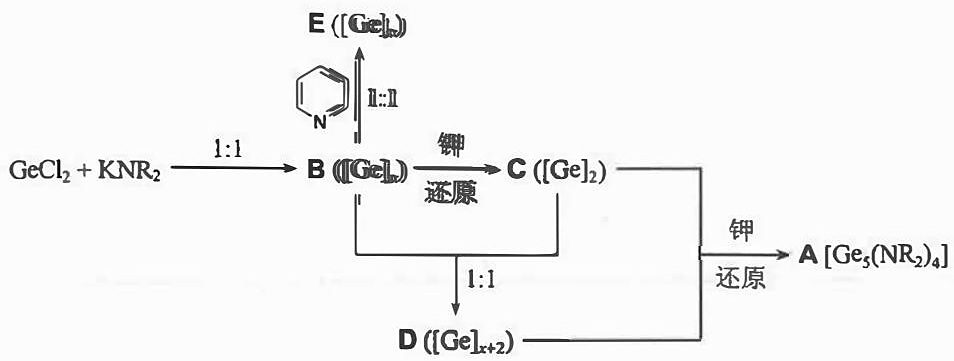 E ([Ge]ₓ)
N
1:1
GeCl₂ + KNR₂
1:1
B ([Ge]ₓ)
钾
还原
C ([Ge]₂)
钾
还原
A [Ge₅(NR₂)₄]
1:1
D ([Ge]ₓ₊₂)